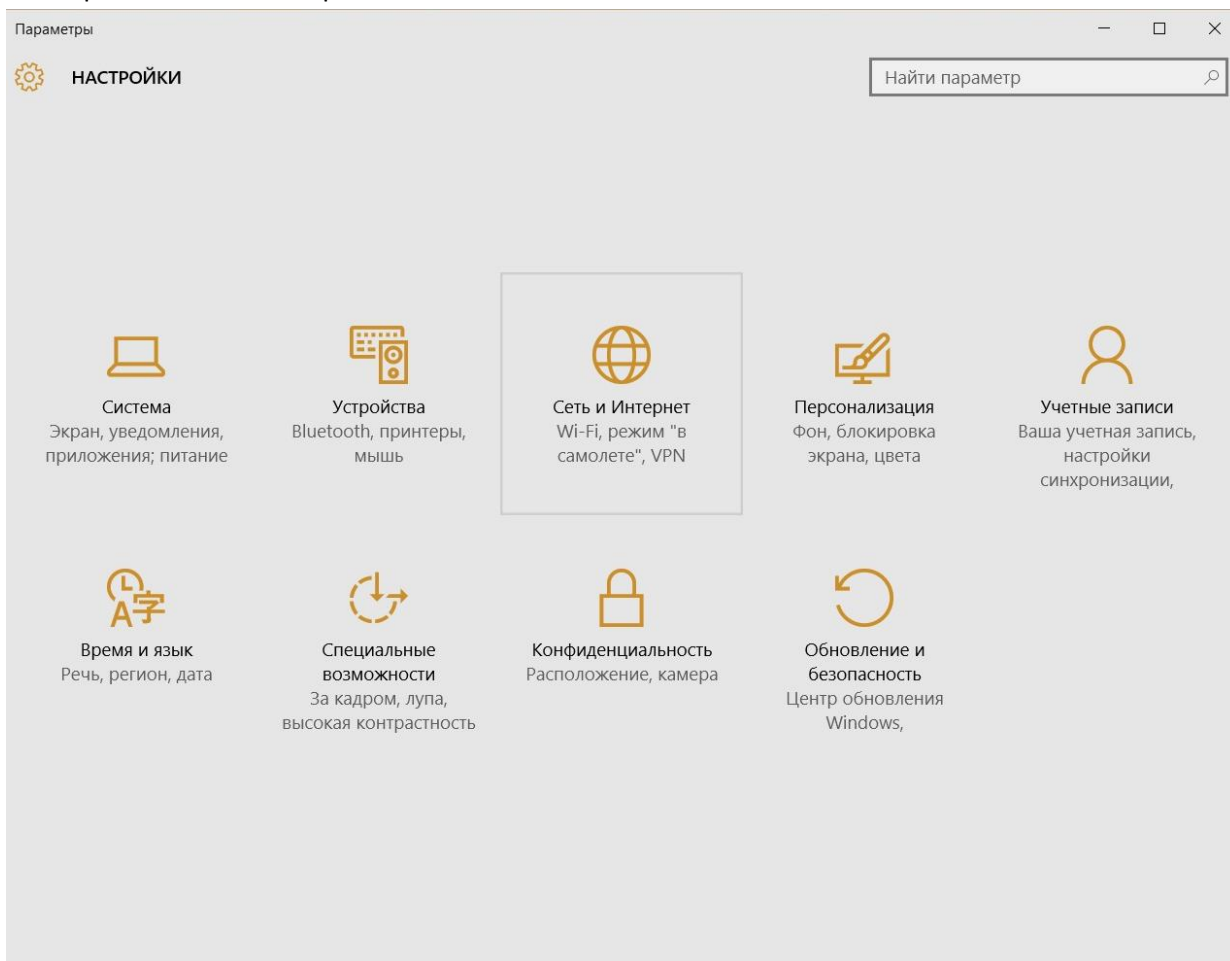 Параметры
НАСТРОЙКИ
Найти параметр
Система
Экран, уведомления,
приложения; питание
Устройства
Bluetooth, принтеры,
мышь
Сеть и Интернет
Wi-Fi, режим "в
самолете", VPN
Персонализация
Фон, блокировка
экрана, цвета
Учетные записи
Ваша учетная запись,
настройки
синхронизации,
Время и язык
Речь, регион, дата
Специальные
возможности
За кадром, лупа,
высокая контрастность
Конфиденциальность
Расположение, камера
Обновление и
безопасность
Центр обновления
Windows,